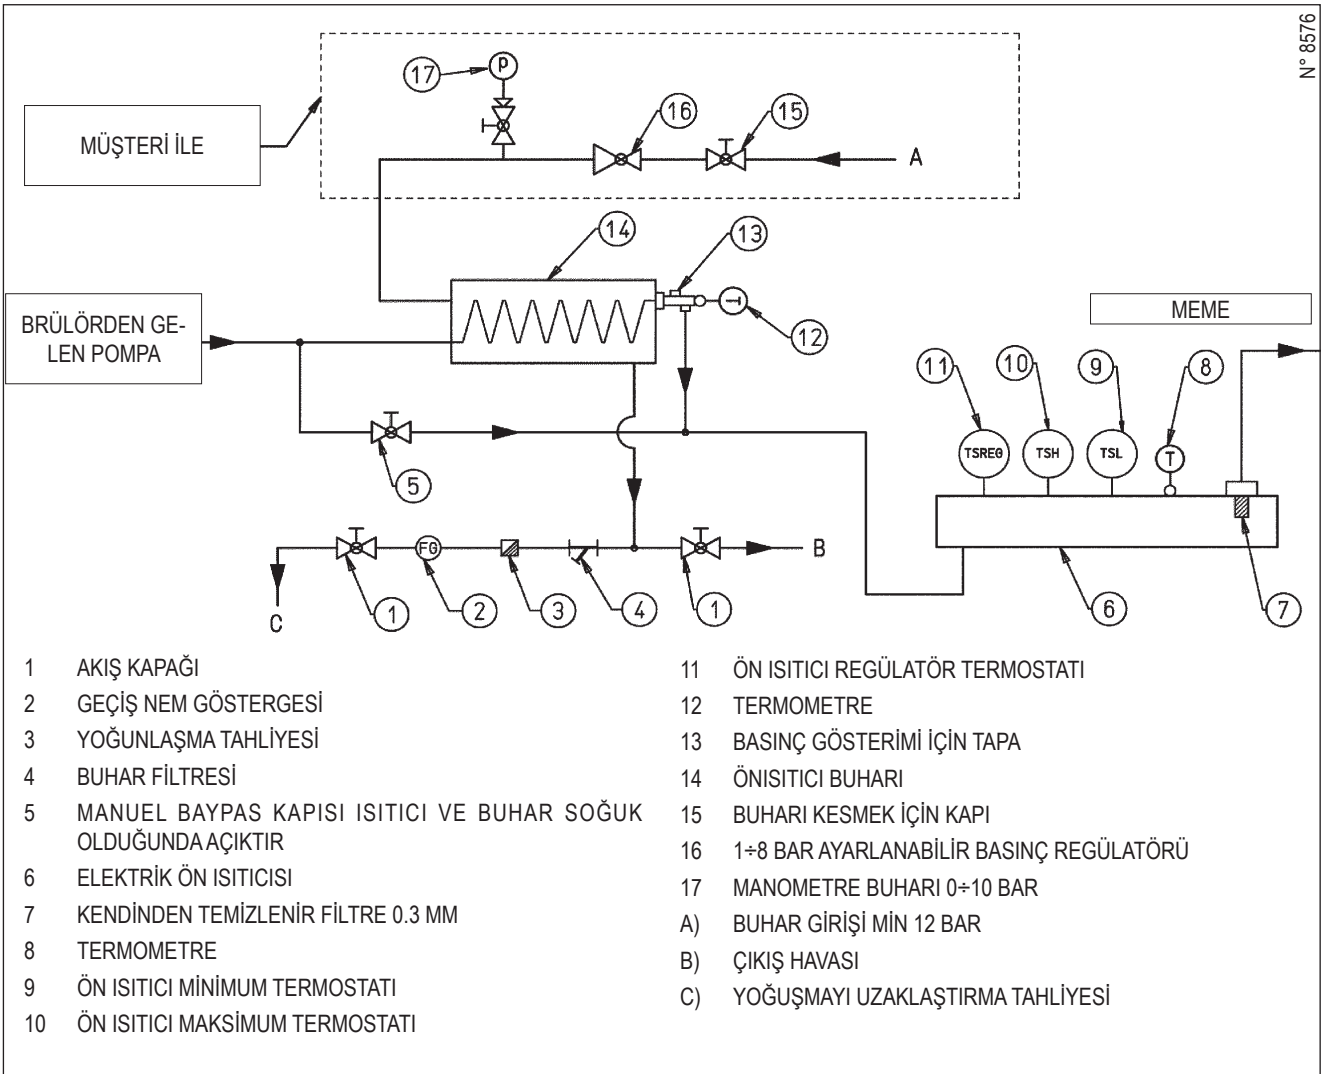 N° 8576
17
P
16
15
MÜŞTERİ İLE
A
14
13
BRÜLÖRDEN GE-
LEN POMPA
T
12
MEME
11
10
9
8
TSREG
TSH
TSL
T
5
FG
B
C
1
2
3
4
1
6
7
1 AKIŞ KAPAĞI
2 GEÇİŞ NEM GÖSTERGESİ
3 YOĞUNLAŞMA TAHLİYESİ
4 BUHAR FİLTRESİ
5 MANUEL BAYPAS KAPISI ISITICI VE BUHAR SOĞUK
OLDUĞUNDA AÇIKTIR
6 ELEKTRİK ÖN ISITICISI
7 KENDİNDEN TEMİZLENİR FİLTRE 0.3 MM
8 TERMOMETRE
9 ÖN ISITICI MİNİMUM TERMOSTATI
10 ÖN ISITICI MAKSİMUM TERMOSTATI
11 ÖN ISITICI REGÜLATÖR TERMOSTATI
12 TERMOMETRE
13 BASINÇ GÖSTERİMİ İÇİN TAPA
14 ÖNISITICI BUHARI
15 BUHARI KESMEK İÇİN KAPI
16 1÷8 BAR AYARLANABİLİR BASINÇ REGÜLATÖRÜ
17 MANOMETRE BUHARI 0÷10 BAR
A) BUHAR GİRİŞİ MİN 12 BAR
B) ÇIKIŞ HAVASI
C) YOĞUŞMAYI UZAKLAŞTIRMA TAHLİYESİ